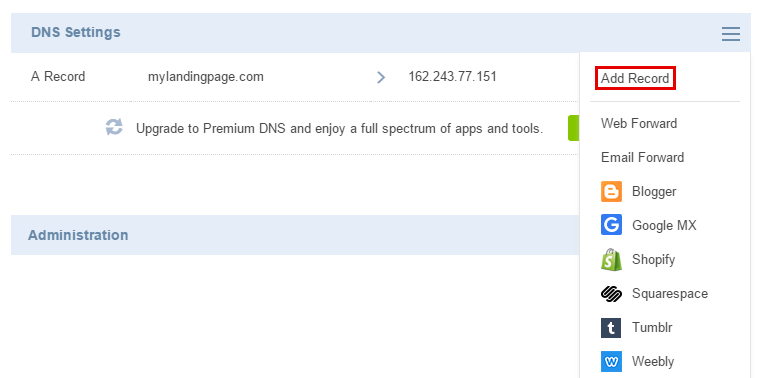 DNS Settings
A Record mylandingpage.com 162.243.77.151
Add Record
Upgrade to Premium DNS and enjoy a full spectrum of apps and tools.
Web Forward
Email Forward
Blogger
Google MX
Administration
Shopify
Squarespace
Tumblr
Weebly